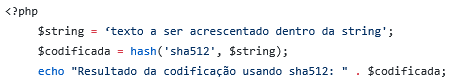 <?php
$string = ‘texto a ser acrescentado dentro da string’;
$codificada = hash('sha512', $string);
echo "Resultado da codificação usando sha512: " . $codificada;